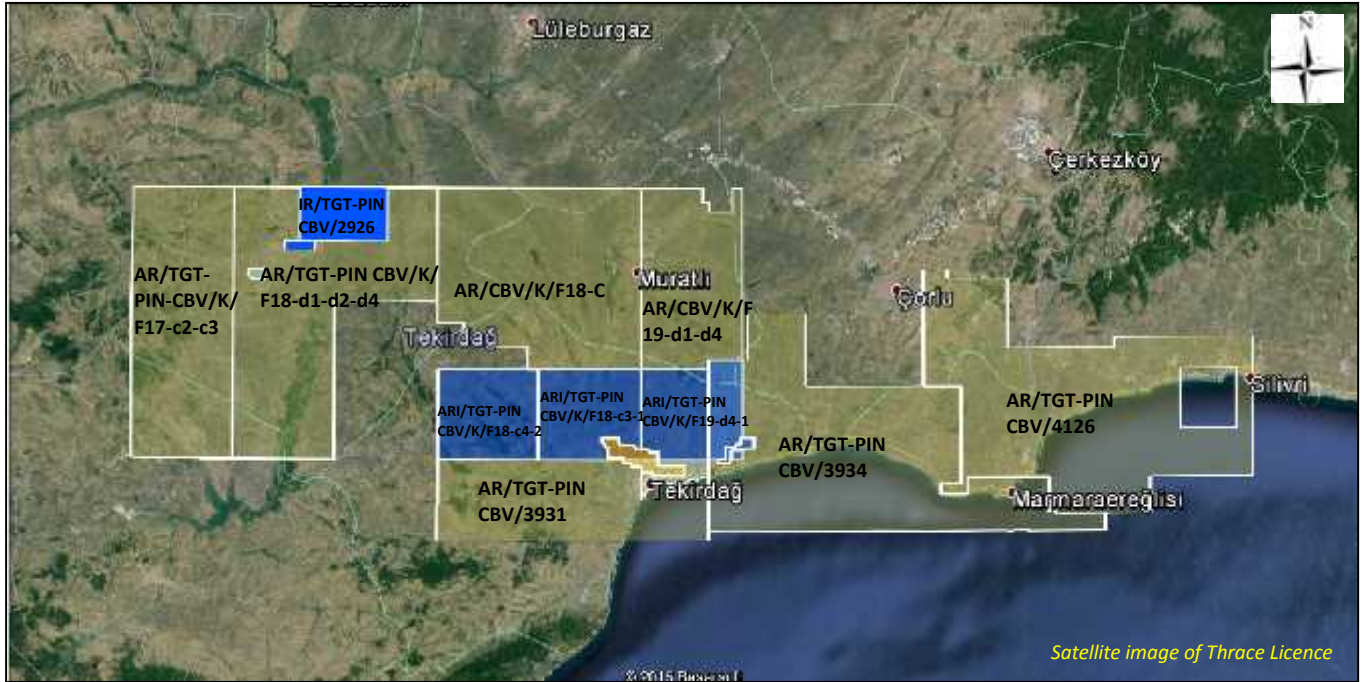 Lüleburgaz
N
Çerkezköy
IR/TGT-PIN
CBV/2926
AR/TGT-
PIN-CBV/K/
F17-c2-c3
AR/TGT-PIN CBV/K/
F18-d1-d2-d4
AR/CBV/K/F18-C
Muratlı
AR/CBV/K/F
19-d1-d4
Çorlu
Tekirdağ
Silivri
ARI/TGT-PIN
CBV/K/F18-c4-2
ARI/TGT-PIN
CBV/K/F18-c3-1
ARI/TGT-PIN
CBV/K/F19-d4-1
AR/TGT-PIN
CBV/4126
AR/TGT-PIN
CBV/3934
AR/TGT-PIN
CBV/3931
Tekirdağ
Marmaraereğlisi
Satellite image of Thrace Licence
© 2015